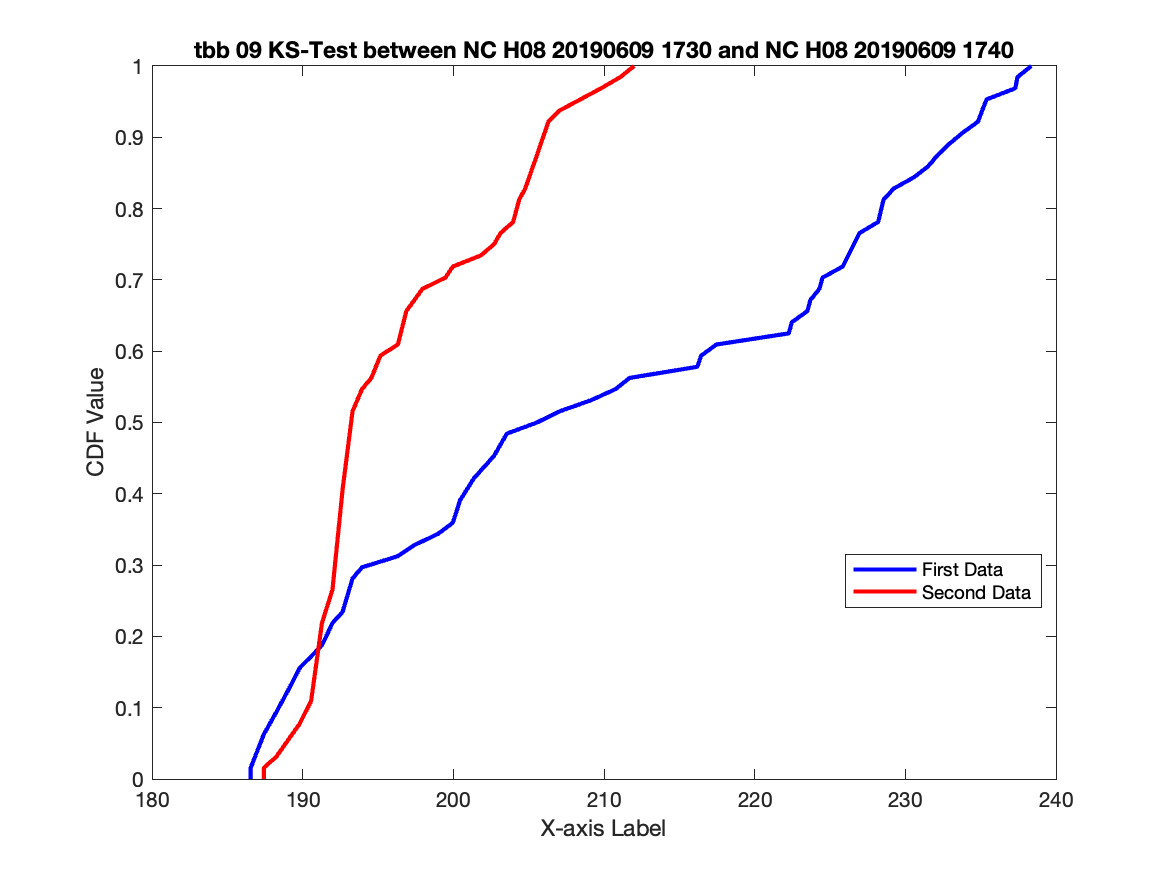 tbb 09 KS-Test between NC H08 20190609 1730 and NC H08 20190609 1740
1
0.9
0.8
0.7
0.6
0.5
0.4
0.3
0.2
0.1
0
CDF Value
First Data
Second Data
180 190 200 210 220 230 240
X-axis Label